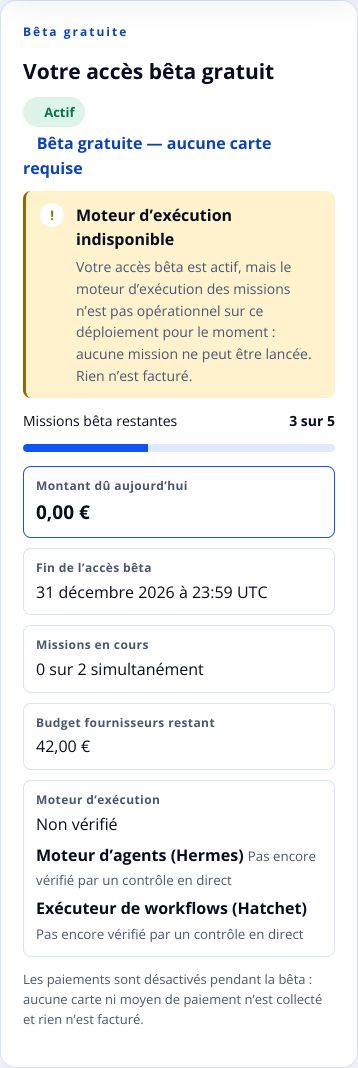 Bêta gratuite
Votre accès bêta gratuit
Actif
Bêta gratuite — aucune carte
requise
!
Moteur d’exécution
indisponible
Votre accès bêta est actif, mais le
moteur d’exécution des missions
n’est pas opérationnel sur ce
déploiement pour le moment :
aucune mission ne peut être lancée.
Rien n’est facturé.
Missions bêta restantes 3 sur 5
Montant dû aujourd’hui
0,00 €
Fin de l’accès bêta
31 décembre 2026 à 23:59 UTC
Missions en cours
0 sur 2 simultanément
Budget fournisseurs restant
42,00 €
Moteur d’exécution
Non vérifié
Moteur d’agents (Hermes) Pas encore
vérifié par un contrôle en direct
Exécuteur de workflows (Hatchet)
Pas encore vérifié par un contrôle en direct
Les paiements sont désactivés pendant la bêta :
aucune carte ni moyen de paiement n’est collecté
et rien n’est facturé.